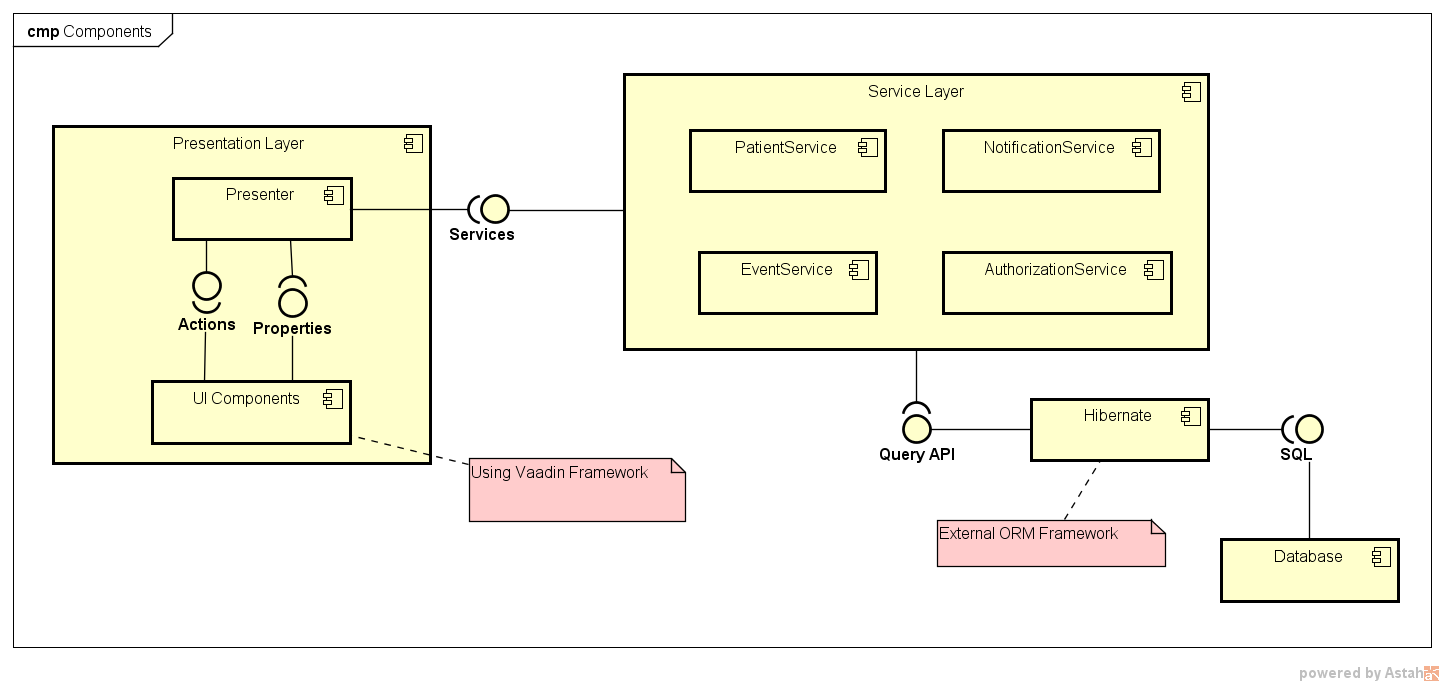 cmp Components
Service Layer
PatientService
NotificationService
Presentation Layer
Presenter
Services
EventService
AuthorizationService
Actions
Properties
UI Components
Using Vaadin Framework
Hibernate
Query API
SQL
External ORM Framework
Database
powered by Astah